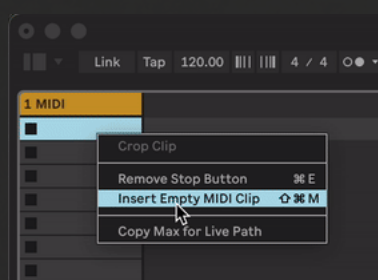 Link Tap 120.00 4 / 4
1 MIDI
Crop Clip
Remove Stop Button ⌘ E
Insert Empty MIDI Clip ⇧ ⌘ M
Copy Max for Live Path